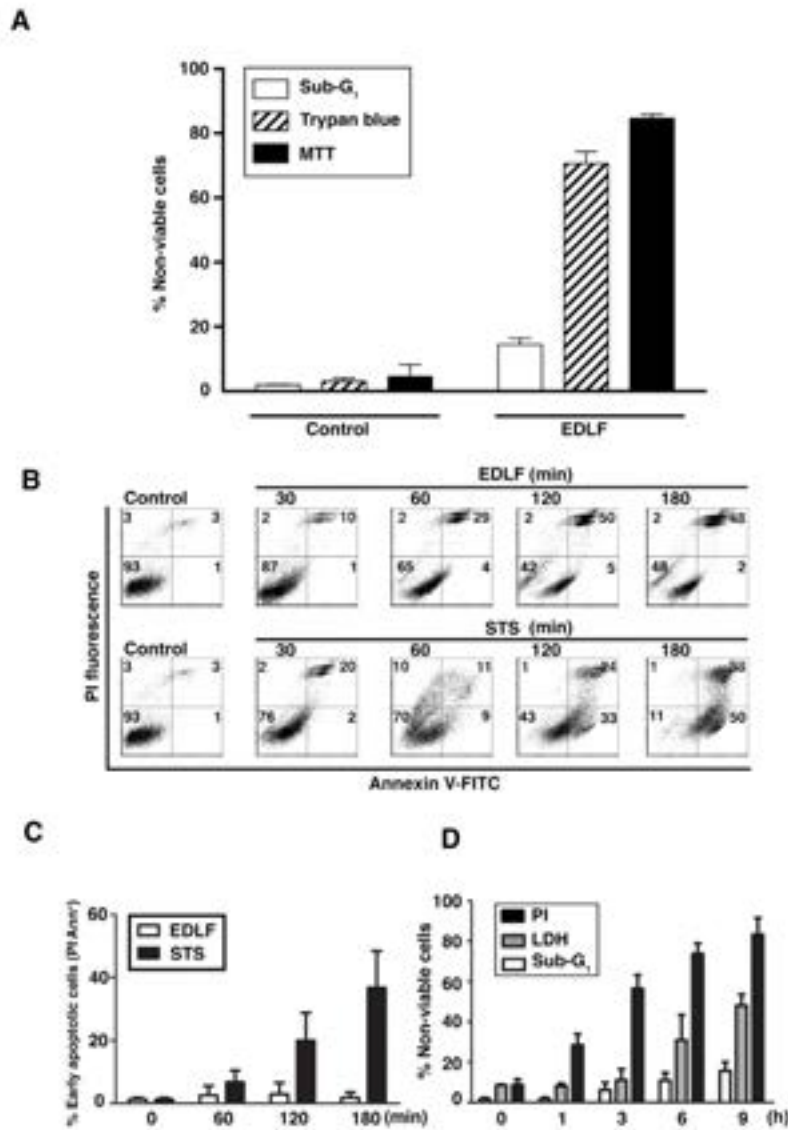 A
100
80
60
40
20
0
% Non-viable cells
Sub-G₁
Trypan blue
MTT
Control EDLF
B
EDLF (min)
Control 30 60 120 180
3 3 2 10 2 29 2 50 2 48
93 1 87 1 65 4 42 5 48 2
STS (min)
Control 30 60 120 180
3 3 2 20 10 11 1 24 1
93 1 76 2 70 9 43 33 11 50
PI fluorescence
Annexin V-FITC
C
60
40
20
0
% Early apoptotic cells (PI⁻Ann⁺)
EDLF
STS
0 60 120 180 (min)
D
100
80
60
40
20
0
% Non-viable cells
PI
LDH
Sub-G₁
0 1 3 6 9 (h)